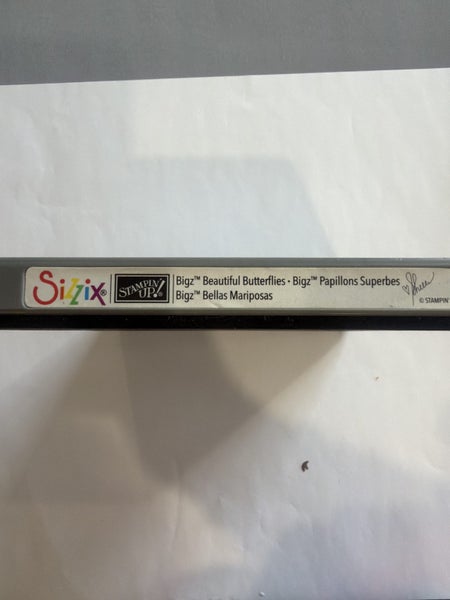 Sizzix®
STAMPIN' UP!®
Bigz™ Beautiful Butterflies • Bigz™ Papillons Superbes
Bigz™ Bellas Mariposas
© STAMPIN'